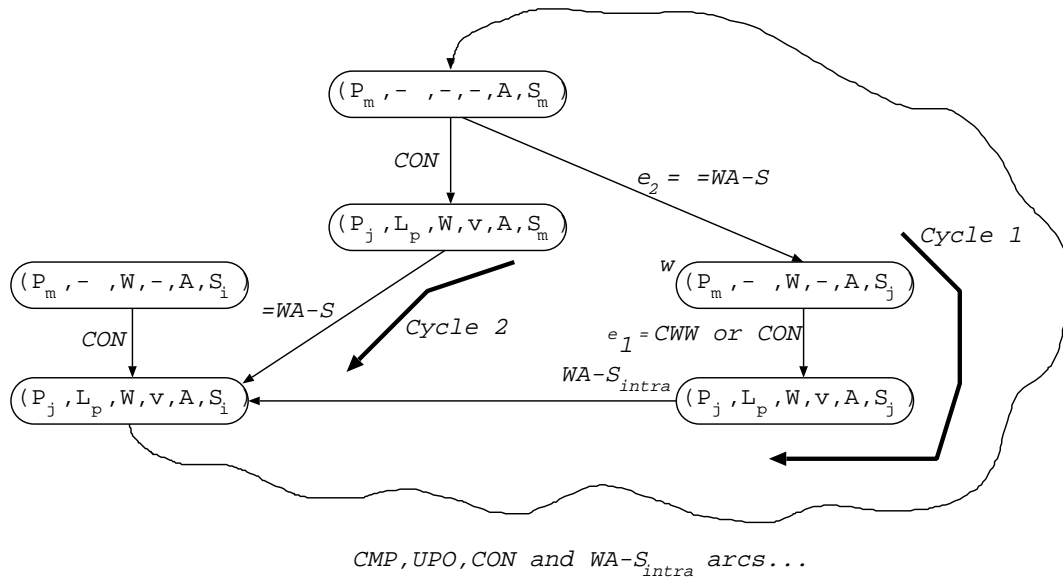 (P_m ,- ,-,-,A,S_m )
CON
e_2 = =WA-S
(P_j ,L_p ,W,v,A,S_m )
Cycle 1
w
(P_m ,- ,W,-,A,S_i )
(P_m ,- ,W,-,A,S_j )
=WA-S
Cycle 2
CON
e_1 = CWW or CON
WA-S_intra
(P_j ,L_p ,W,v,A,S_i )
(P_j ,L_p ,W,v,A,S_j )
CMP,UPO,CON and WA-S_intra arcs...